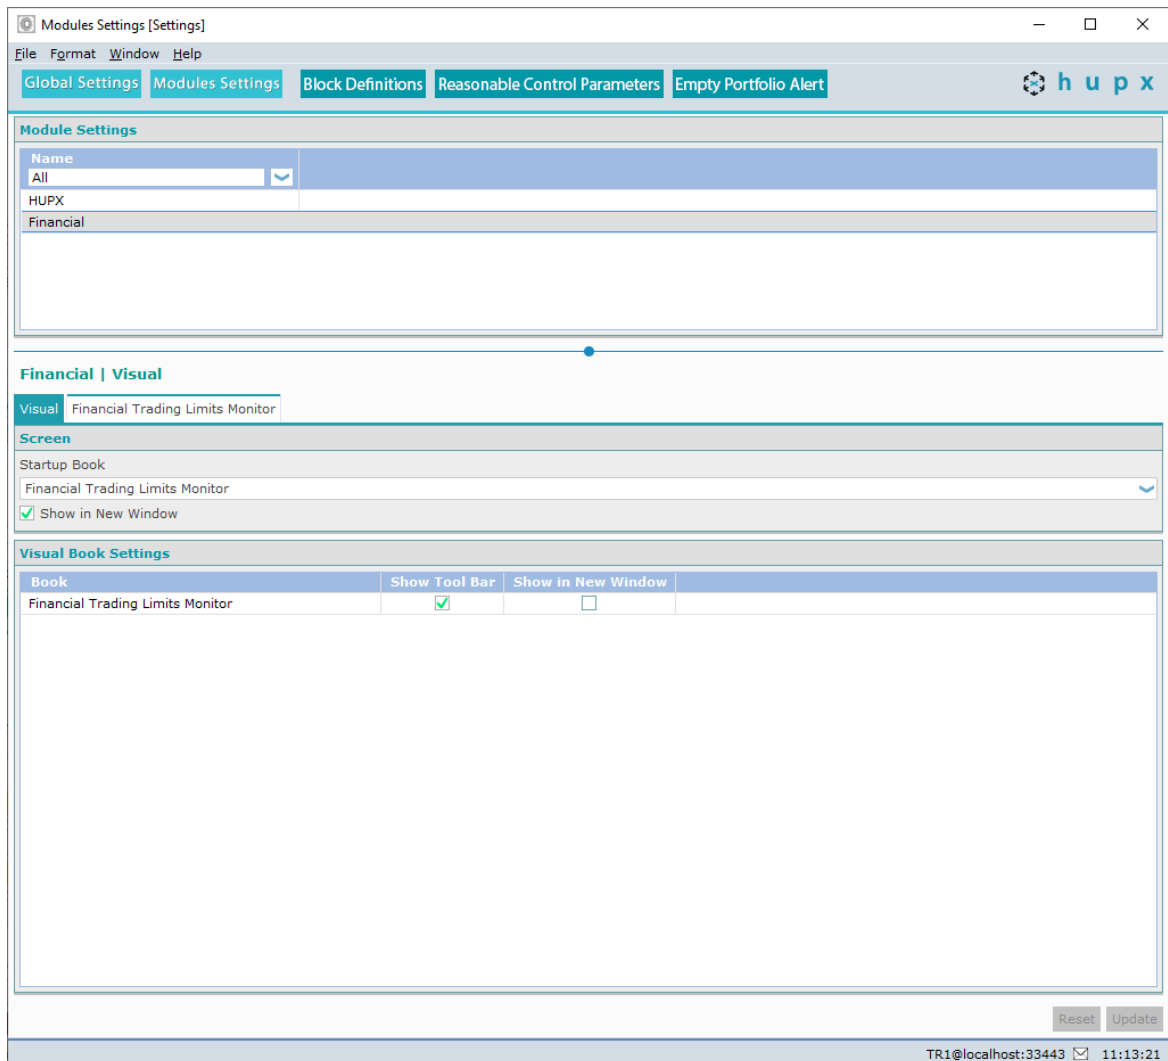 Modules Settings [Settings]
File Format Window Help
Global Settings Modules Settings Block Definitions Reasonable Control Parameters Empty Portfolio Alert hupx
Module Settings
Name
All
HUPX
Financial
Financial | Visual
Visual Financial Trading Limits Monitor
Screen
Startup Book
Financial Trading Limits Monitor
Show in New Window
Visual Book Settings
Book Show Tool Bar Show in New Window
Financial Trading Limits Monitor
Reset Update
TR1@localhost:33443 11:13:21